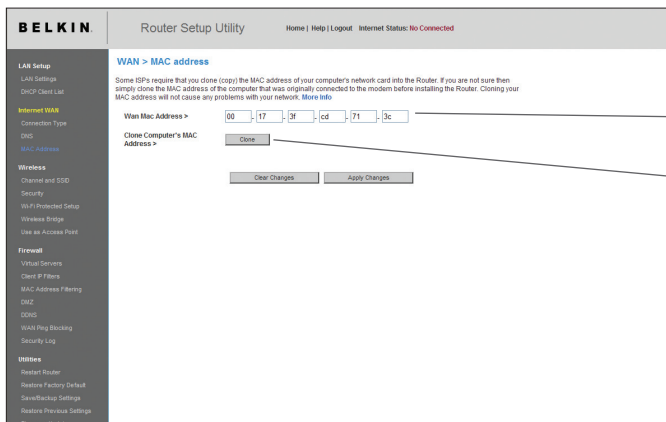 BELKIN.
Router Setup Utility
Home | Help | Logout Internet Status: No Connected
LAN Setup
LAN Settings
DHCP Client List
Internet WAN
Connection Type
DNS
MAC Address
Wireless
Channel and SSID
Security
Wi-Fi Protected Setup
Wireless Bridge
Use as Access Point
Firewall
Virtual Servers
Client IP Filters
MAC Address Filtering
DMZ
DDNS
WAN Ping Blocking
Security Log
Utilities
Restart Router
Restore Factory Default
Save/Backup Settings
Restore Previous Settings
WAN > MAC address
Some ISPs require that you clone (copy) the MAC address of your computer's network card into the Router. If you are not sure then
simply clone the MAC address of the computer that was originally connected to the modem before installing the Router. Cloning your
MAC address will not cause any problems with your network. More Info
Wan Mac Address > 00 - 17 - 3f - cd - 71 - 3c
Clone Computer's MAC
Address >
Clone
Clear Changes Apply Changes